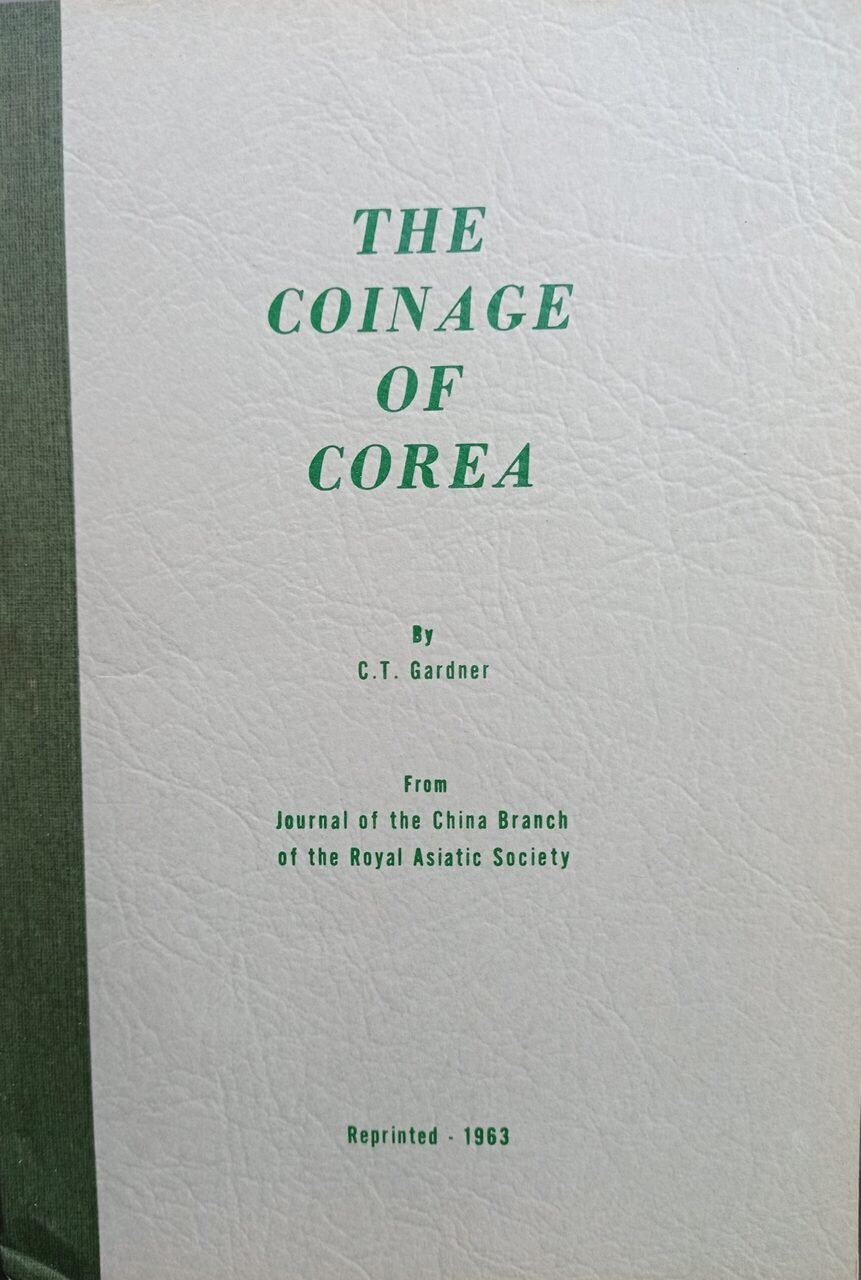 THE
COINAGE
OF
COREA
By
C.T. Gardner
From
Journal of the China Branch
of the Royal Asiatic Society
Reprinted - 1963